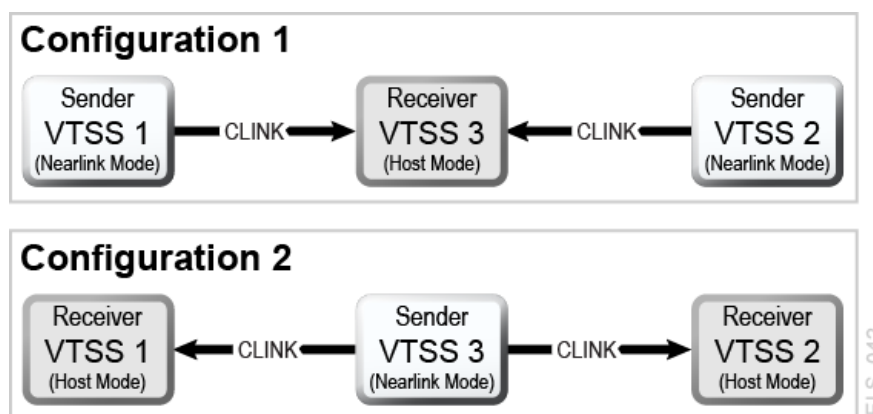 Configuration 1
Sender
VTSS 1
(Nearlink Mode)
CLINK
Receiver
VTSS 3
(Host Mode)
CLINK
Sender
VTSS 2
(Nearlink Mode)
Configuration 2
Receiver
VTSS 1
(Host Mode)
CLINK
Sender
VTSS 3
(Nearlink Mode)
CLINK
Receiver
VTSS 2
(Host Mode)